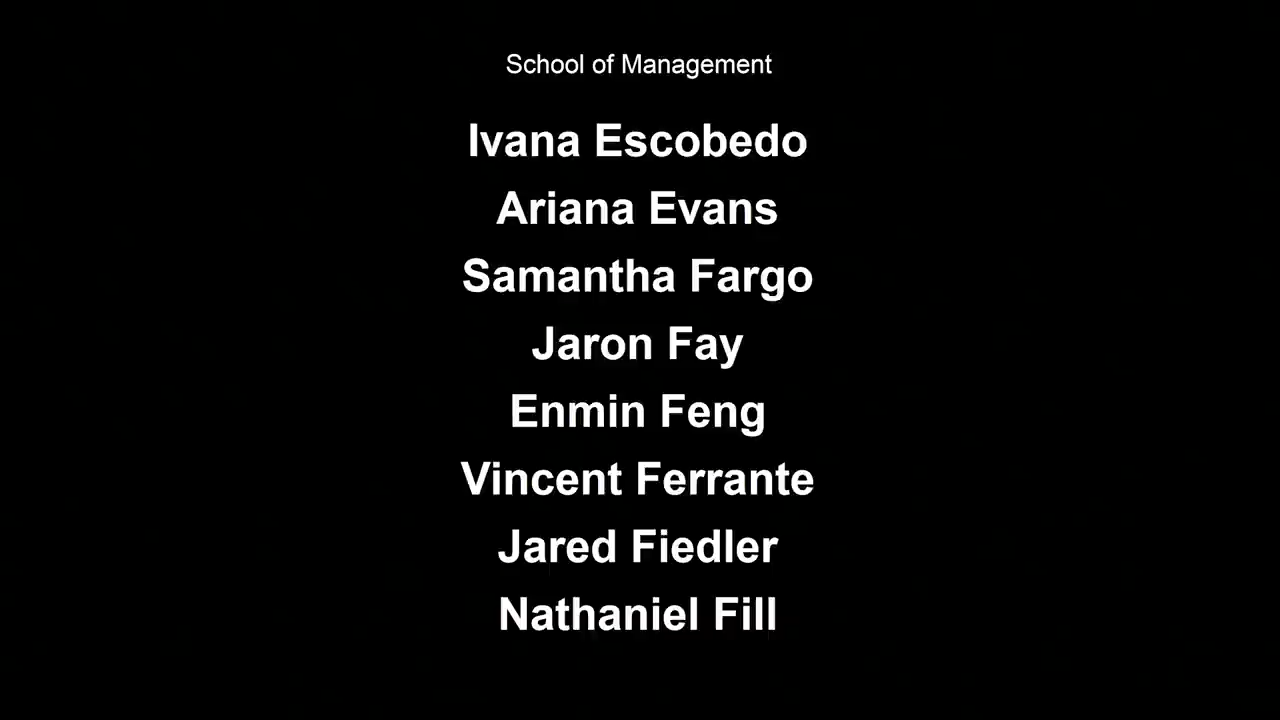 School of Management
Ivana Escobedo
Ariana Evans
Samantha Fargo
Jaron Fay
Enmin Feng
Vincent Ferrante
Jared Fiedler
Nathaniel Fill